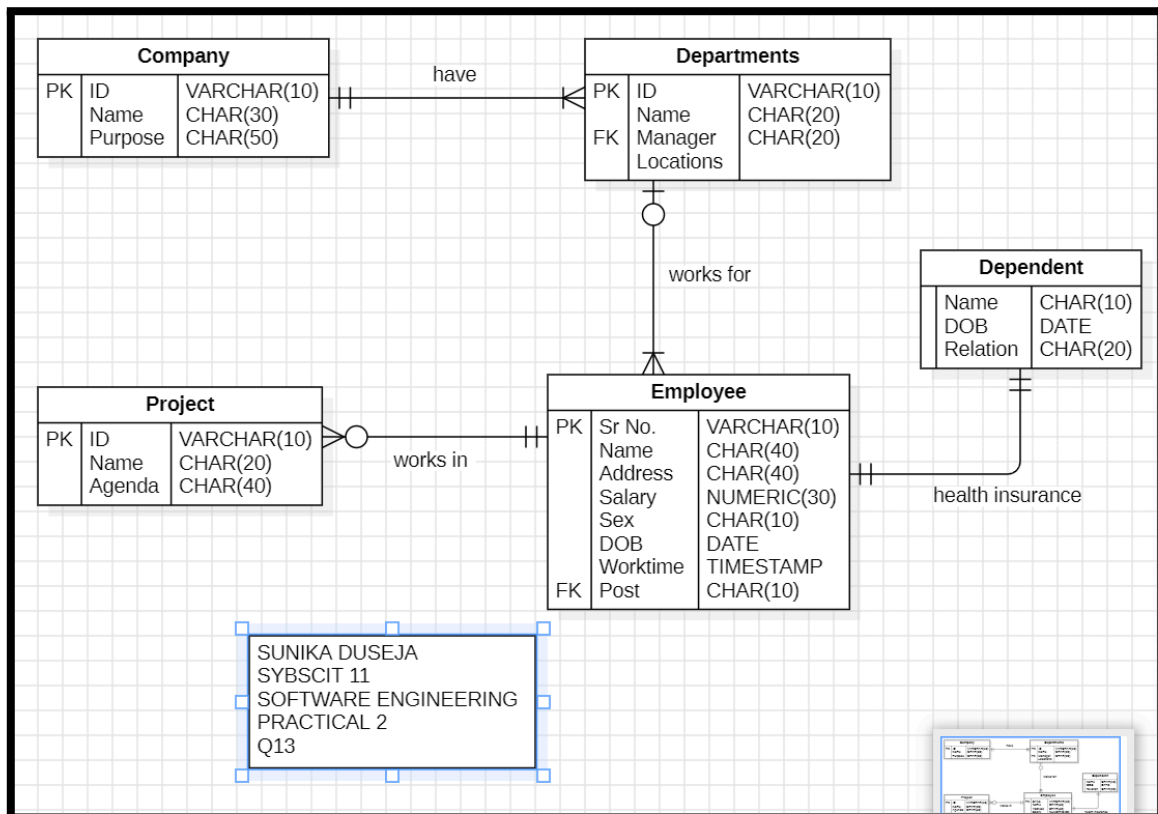 Company
PK ID VARCHAR(10)
Name CHAR(30)
Purpose CHAR(50)
have
Departments
PK ID VARCHAR(10)
Name CHAR(20)
FK Manager CHAR(20)
Locations
works for
Dependent
Name CHAR(10)
DOB DATE
Relation CHAR(20)
Project
PK ID VARCHAR(10)
Name CHAR(20)
Agenda CHAR(40)
works in
Employee
PK Sr No. VARCHAR(10)
Name CHAR(40)
Address CHAR(40)
Salary NUMERIC(30)
Sex CHAR(10)
DOB DATE
Worktime TIMESTAMP
FK Post CHAR(10)
health insurance
SUNIKA DUSEJA
SYBSCIT 11
SOFTWARE ENGINEERING
PRACTICAL 2
Q13